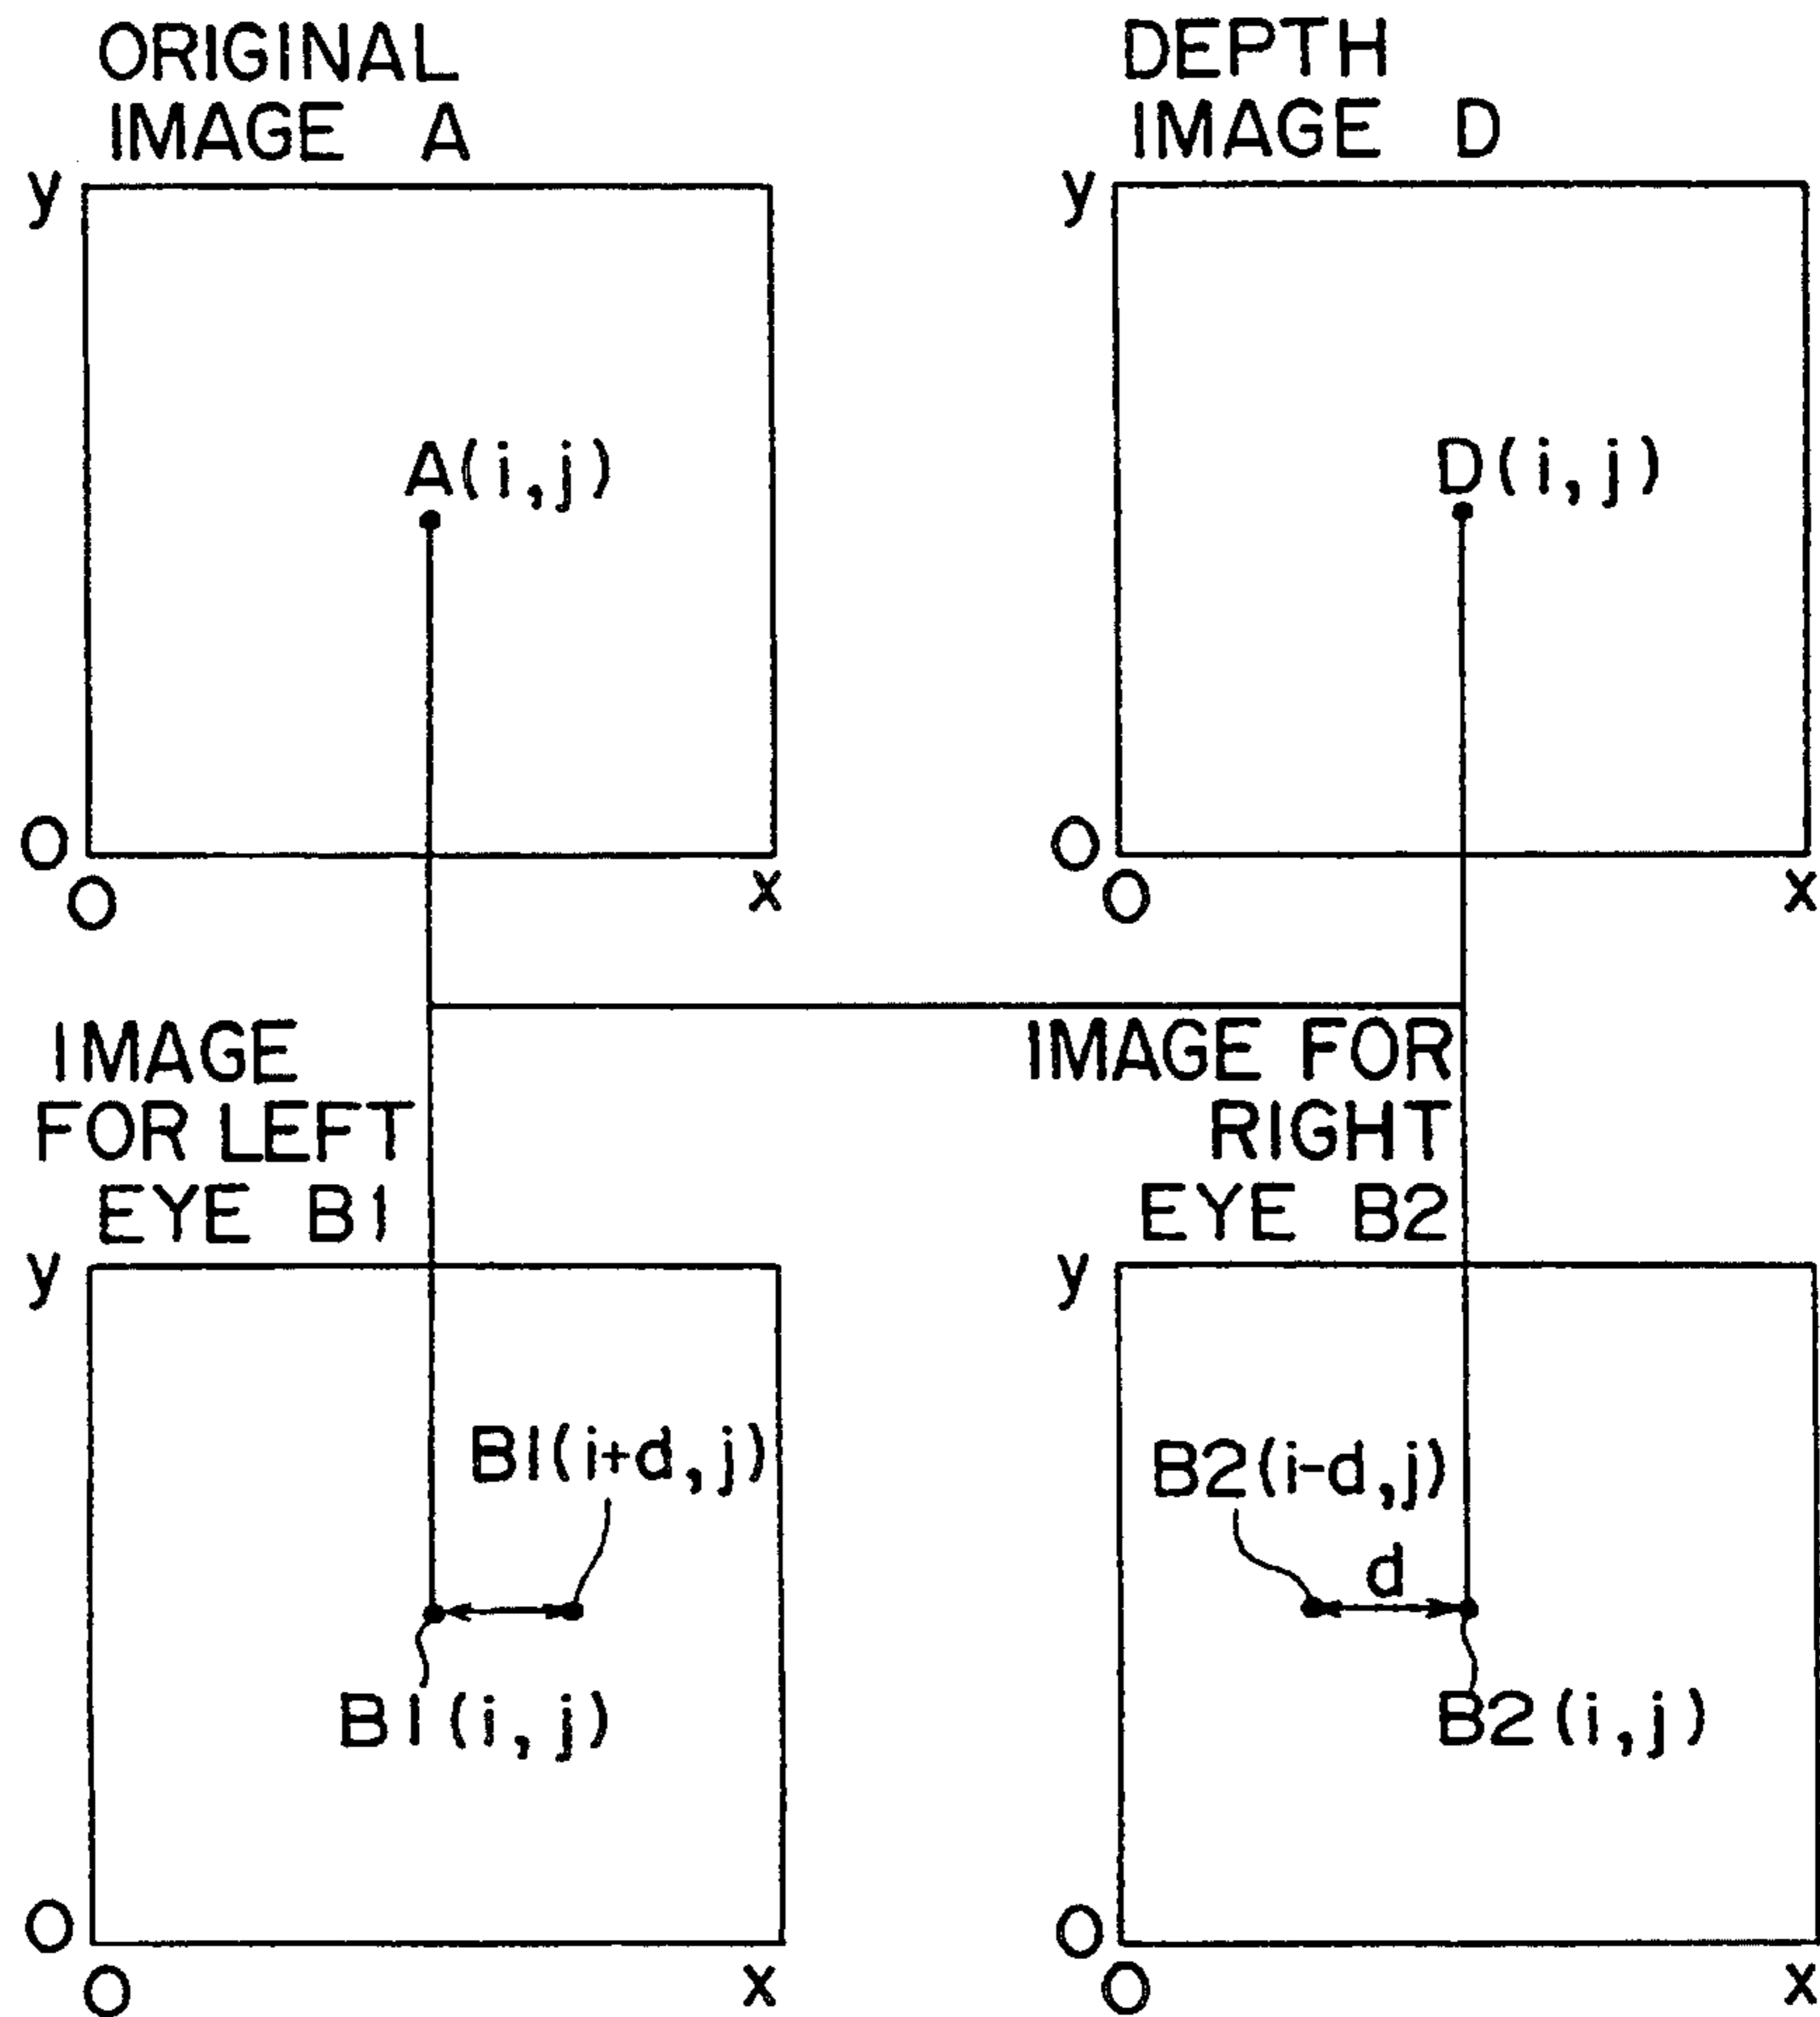 ORIGINAL
IMAGE A
y
A(i,j)
O
O
x
DEPTH
IMAGE D
y
D(i,j)
O
O
x
IMAGE
FOR LEFT
EYE B1
y
B1(i+d,j)
B1(i,j)
O
O
x
IMAGE FOR
RIGHT
EYE B2
y
B2(i-d,j)
d
B2(i,j)
O
O
x